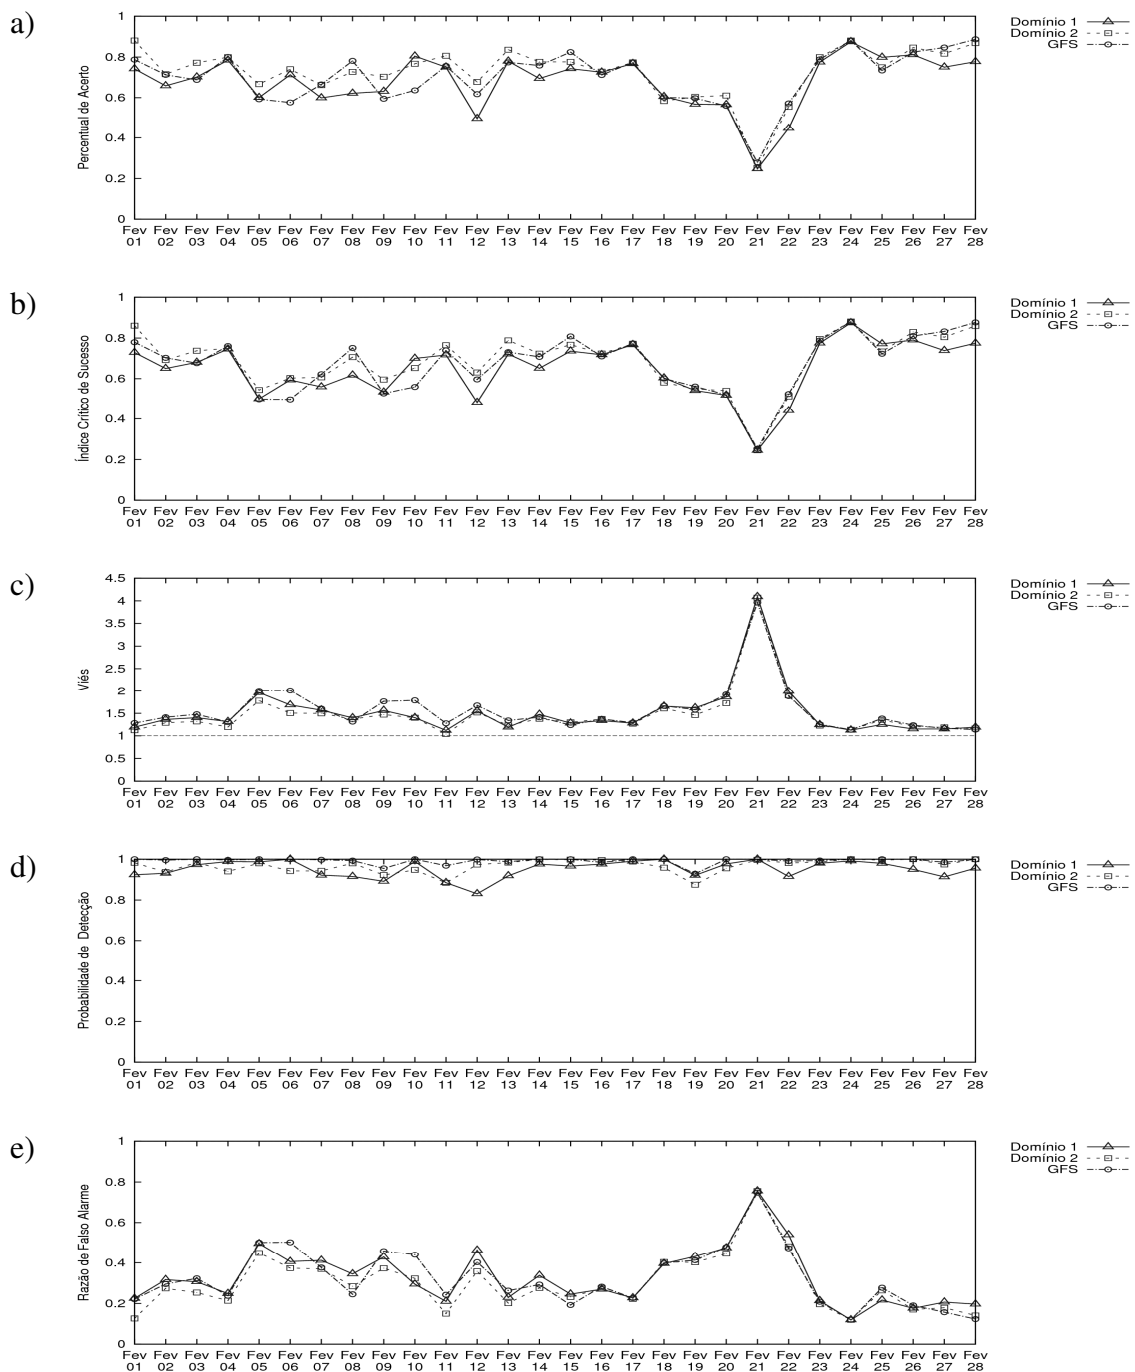 a)
Percentual de Acerto
1
0.8
0.6
0.4
0.2
0
Fev Fev Fev Fev Fev Fev Fev Fev Fev Fev Fev Fev Fev Fev Fev Fev Fev Fev Fev Fev Fev Fev Fev Fev Fev Fev Fev Fev
01 02 03 04 05 06 07 08 09 10 11 12 13 14 15 16 17 18 19 20 21 22 23 24 25 26 27 28
Domínio 1
Domínio 2
GFS
b)
Índice Crítico de Sucesso
1
0.8
0.6
0.4
0.2
0
Fev Fev Fev Fev Fev Fev Fev Fev Fev Fev Fev Fev Fev Fev Fev Fev Fev Fev Fev Fev Fev Fev Fev Fev Fev Fev Fev Fev
01 02 03 04 05 06 07 08 09 10 11 12 13 14 15 16 17 18 19 20 21 22 23 24 25 26 27 28
Domínio 1
Domínio 2
GFS
c)
Viés
4.5
4
3.5
3
2.5
2
1.5
1
0.5
0
Fev Fev Fev Fev Fev Fev Fev Fev Fev Fev Fev Fev Fev Fev Fev Fev Fev Fev Fev Fev Fev Fev Fev Fev Fev Fev Fev Fev
01 02 03 04 05 06 07 08 09 10 11 12 13 14 15 16 17 18 19 20 21 22 23 24 25 26 27 28
Domínio 1
Domínio 2
GFS
d)
Probabilidade de Detecção
1
0.8
0.6
0.4
0.2
0
Fev Fev Fev Fev Fev Fev Fev Fev Fev Fev Fev Fev Fev Fev Fev Fev Fev Fev Fev Fev Fev Fev Fev Fev Fev Fev Fev Fev
01 02 03 04 05 06 07 08 09 10 11 12 13 14 15 16 17 18 19 20 21 22 23 24 25 26 27 28
Domínio 1
Domínio 2
GFS
e)
Razão de Falso Alarme
1
0.8
0.6
0.4
0.2
0
Fev Fev Fev Fev Fev Fev Fev Fev Fev Fev Fev Fev Fev Fev Fev Fev Fev Fev Fev Fev Fev Fev Fev Fev Fev Fev Fev Fev
01 02 03 04 05 06 07 08 09 10 11 12 13 14 15 16 17 18 19 20 21 22 23 24 25 26 27 28
Domínio 1
Domínio 2
GFS